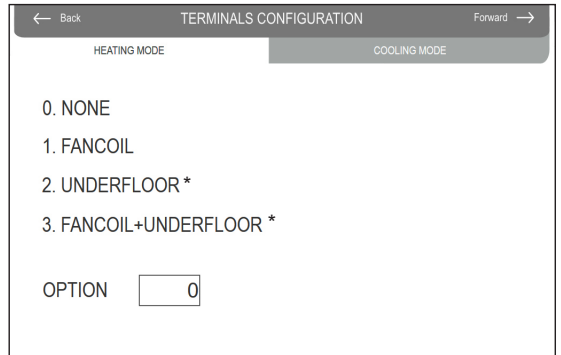 ← Back TERMINALS CONFIGURATION Forward →
HEATING MODE COOLING MODE
0. NONE
1. FANCOIL
2. UNDERFLOOR *
3. FANCOIL+UNDERFLOOR *
OPTION 0